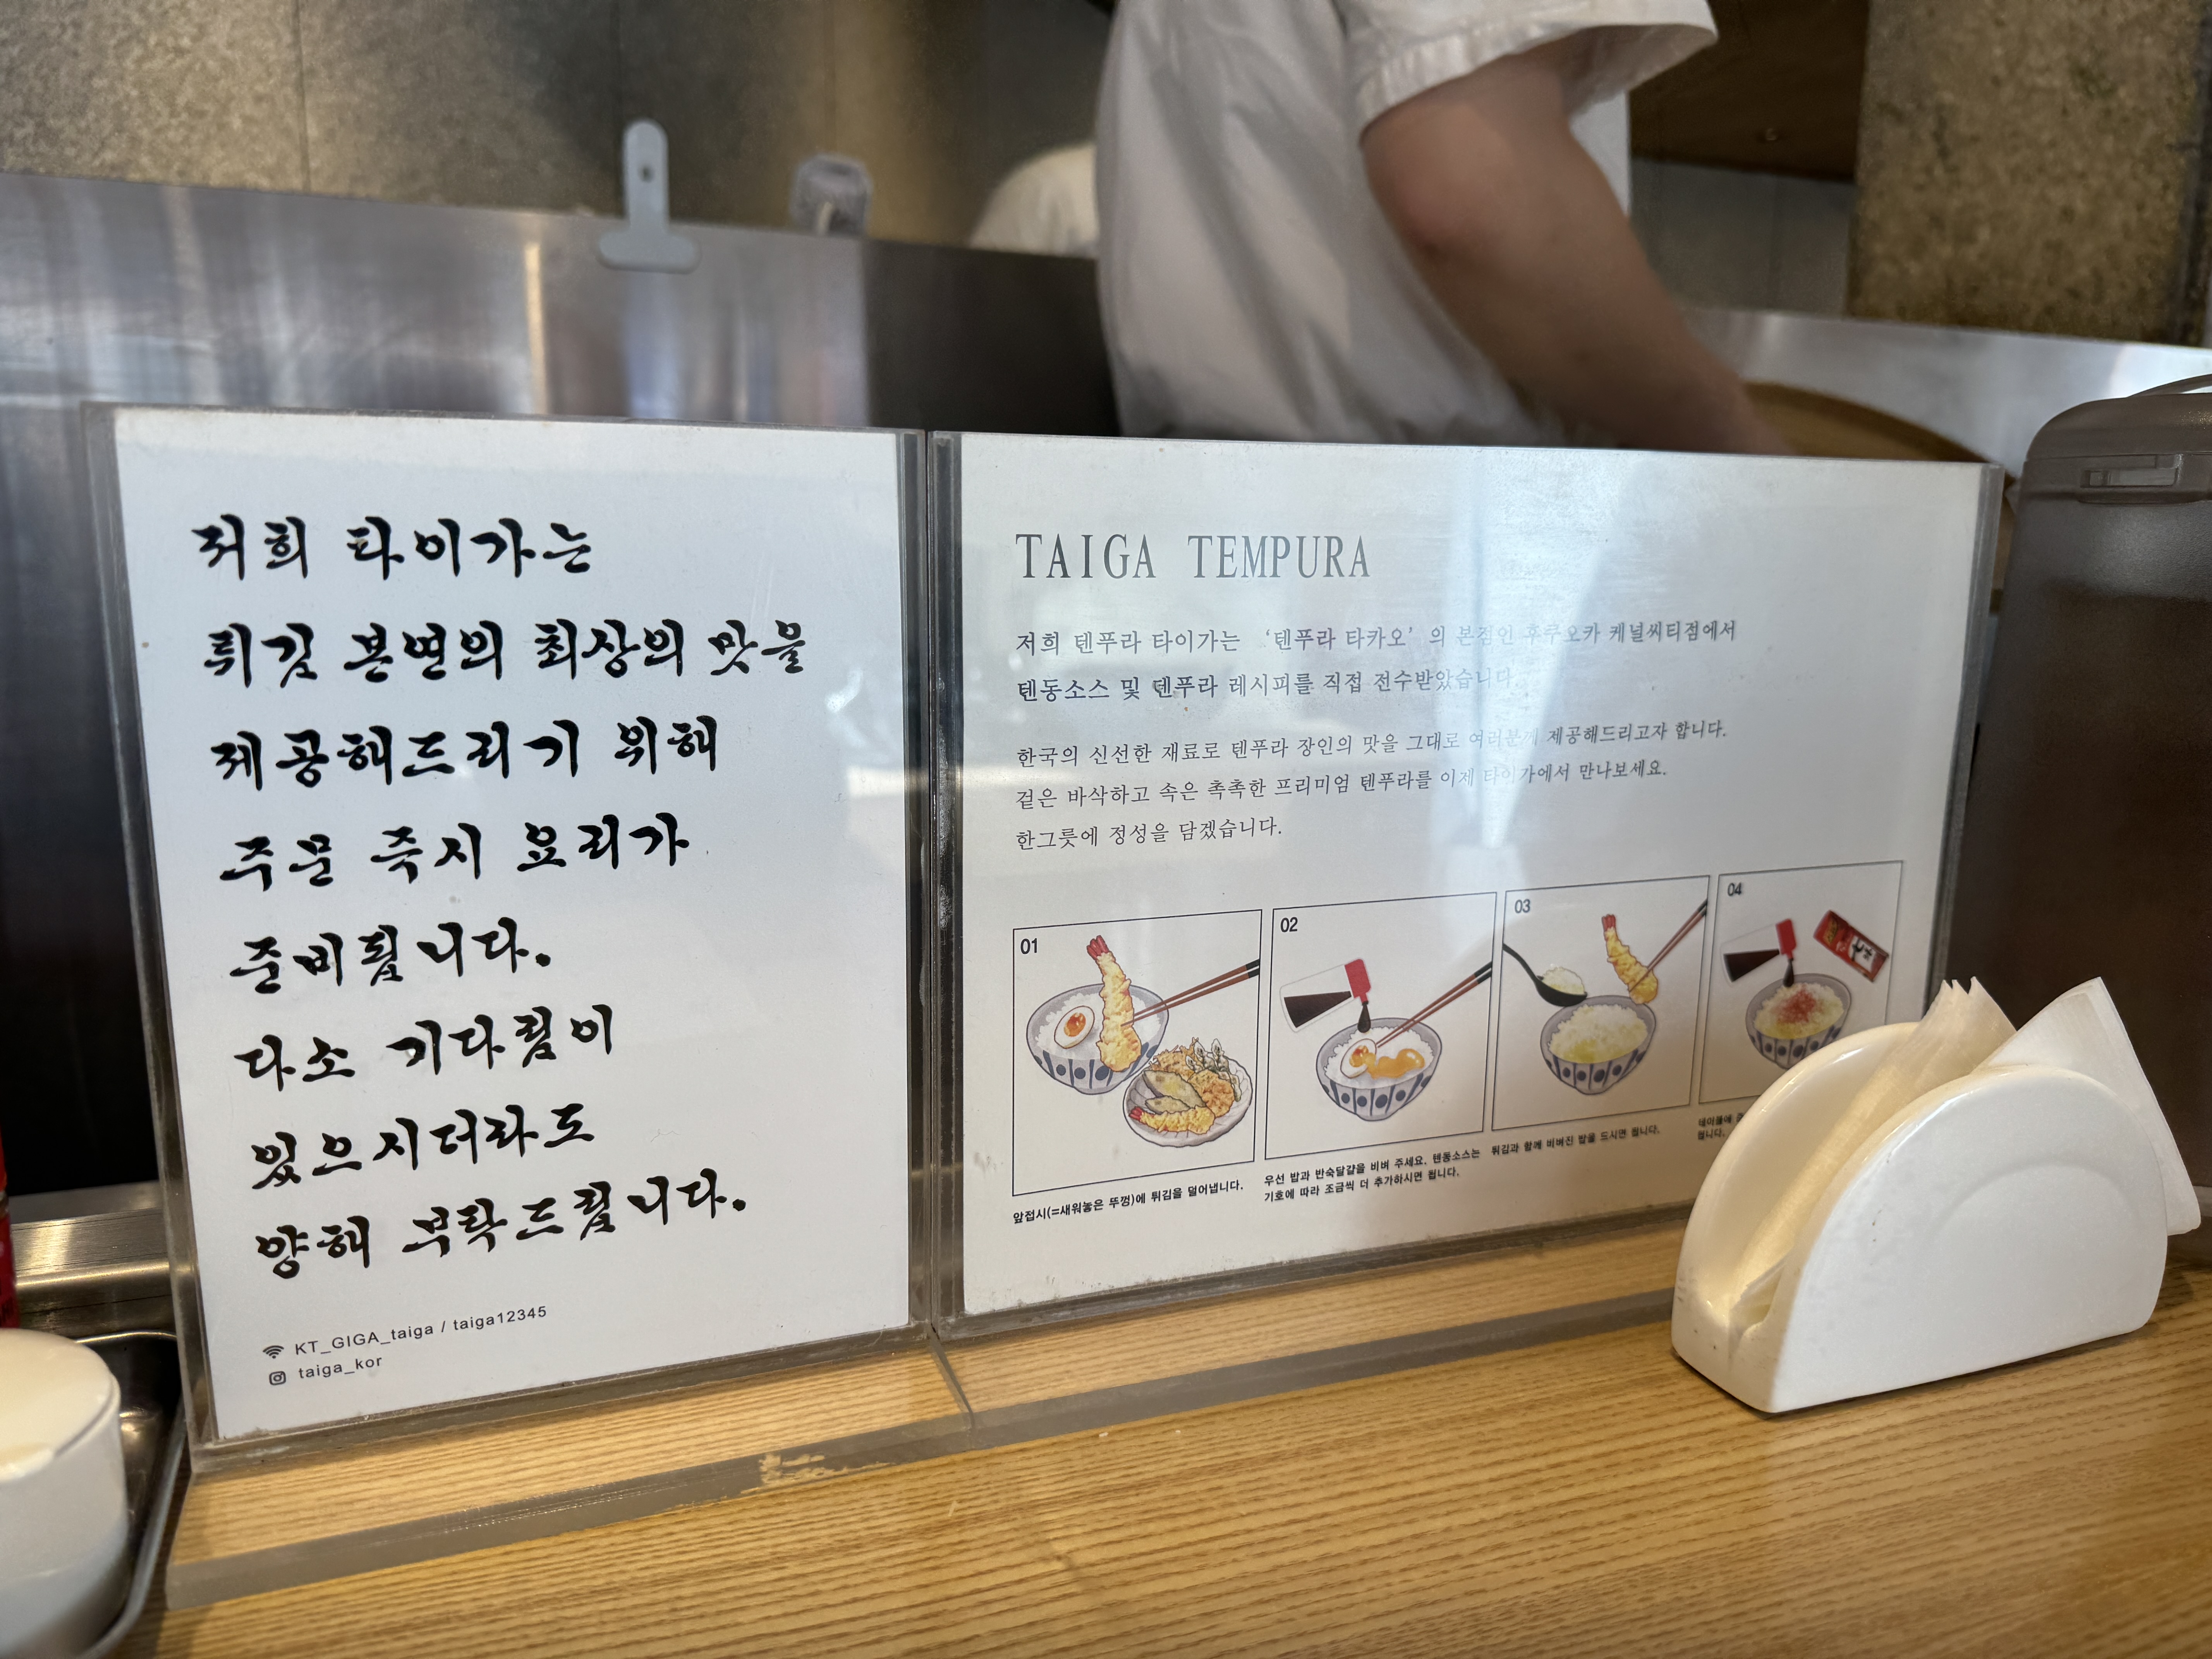 저희 타이가는
튀김 본연의 최상의 맛을
제공해드리기 위해
주문 즉시 요리가
준비됩니다.
다소 기다림이
있으시더라도
양해 부탁드립니다.
KT_GIGA_taiga / taiga12345
taiga_kor
TAIGA TEMPURA
저희 텐푸라 타이가는 ‘텐푸라 타카오’ 의 본점인 후쿠오카 케널씨티점에서
텐동소스 및 덴푸라 레시피를 직접 전수받았습니다.
한국의 신선한 재료로 텐푸라 장인의 맛을 그대로 여러분께 제공해드리고자 합니다.
겉은 바삭하고 속은 촉촉한 프리미엄 텐푸라를 이제 타이가에서 만나보세요.
한그릇에 정성을 담겠습니다.
01
02
03
04
앞접시(=새워놓은 뚜껑)에 튀김을 덜어냅니다.
우선 밥과 반숙달걀을 비벼 주세요. 텐동소스는
기호에 따라 조금씩 더 추가하시면 됩니다.
튀김과 함께 비벼진 밥을 드시면 됩니다.
테이블에
됩니다.